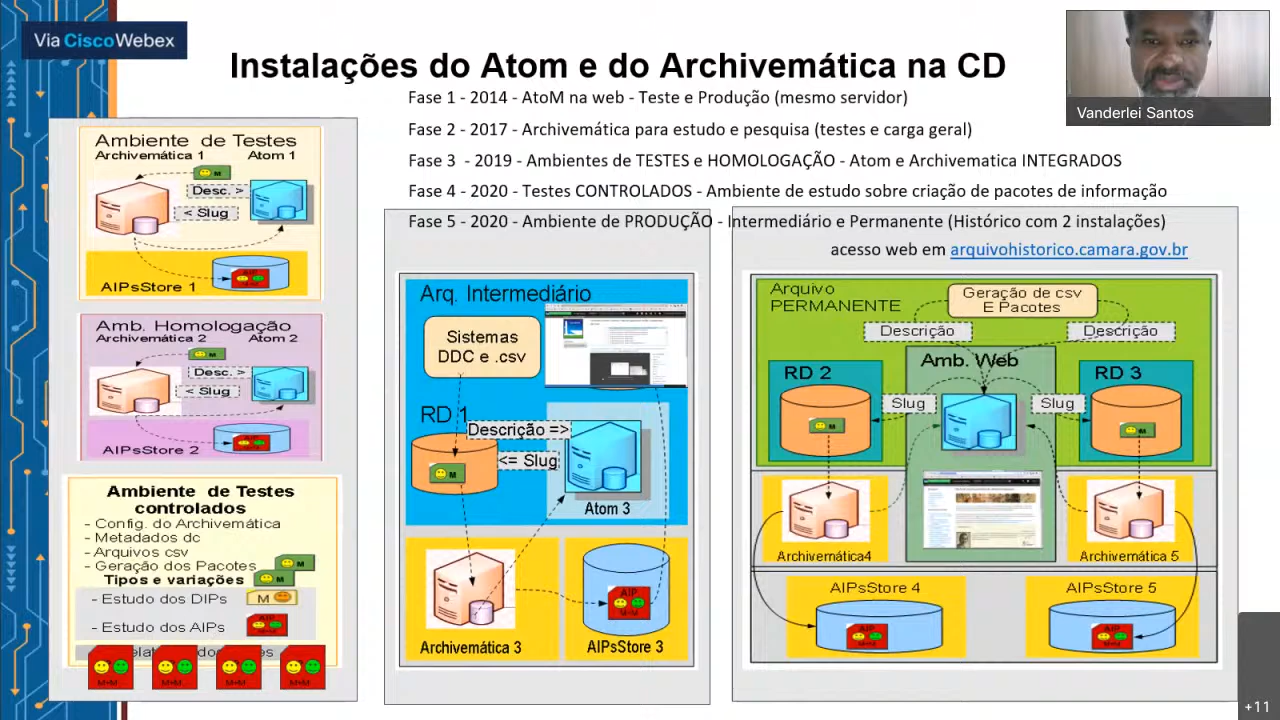 Via Cisco Webex
Instalações do Atom e do Archivemática na CD
Vanderlei Santos
Fase 1 - 2014 - AtoM na web - Teste e Produção (mesmo servidor)
Fase 2 - 2017 - Archivemática para estudo e pesquisa (testes e carga geral)
Fase 3 - 2019 - Ambientes de TESTES e HOMOLOGAÇÃO - Atom e Archivematica INTEGRADOS
Fase 4 - 2020 - Testes CONTROLADOS - Ambiente de estudo sobre criação de pacotes de informação
Fase 5 - 2020 - Ambiente de PRODUÇÃO - Intermediário e Permanente (Histórico com 2 instalações)
acesso web em arquivohistorico.camara.gov.br
Ambiente de Testes
Archivemática 1 Atom 1
M
Desc. >
< Slug
AIP
AIPsStore 1
Amb. Homologação
Archivemática 2 Atom 2
M
Desc. >
< Slug
AIP
AIPsStore 2
Ambiente de Testes
controlados
- Config. do Archivemática
- Metadados dc
- Arquivos csv
- Geração dos Pacotes
M
Tipos e variações
M
- Estudo dos DIPs
M
- Estudo dos AIPs
AIP
Arq. Intermediário
Sistemas
DDC e .csv
RD 1
Descrição =>
<= Slug
M
Atom 3
AIP
Archivemática 3
AIPsStore 3
Arquivo
PERMANENTE
Geração de csv
E Pacotes
Descrição
Descrição
Amb. Web
RD 2
RD 3
Slug
Slug
M
M
Archivemática4
Archivemática 5
AIPsStore 4
AIPsStore 5
AIP
AIP
+11